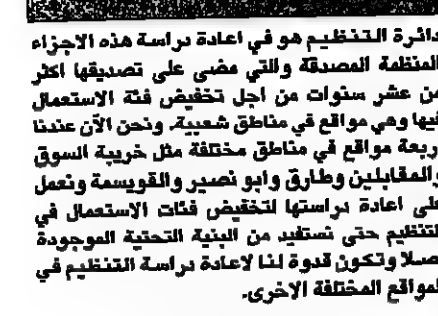 دائرة التنظيم هو في اعادة دراسة هذه الاجزاء
المنظمة المصدقة والتي مضى على تصديقها اكثر
من عشر سنوات من اجل تخفيض فئة الاستعمال
فيها وهي مواقع في مناطق شعبية. ونحن الآن عندنا
اربعة مواقع في مناطق مختلفة مثل خريبة السوق
والمقابلين وطارق وابو نصير والقويسمة ونعمل
على اعادة دراستها لتخفيض فئات الاستعمال في
التنظيم حتى نستفيد من البنية التحتية الموجودة
اصلا وتكون قدوة لنا لاعادة دراسة التنظيم في
المواقع المختلفة الاخرى.